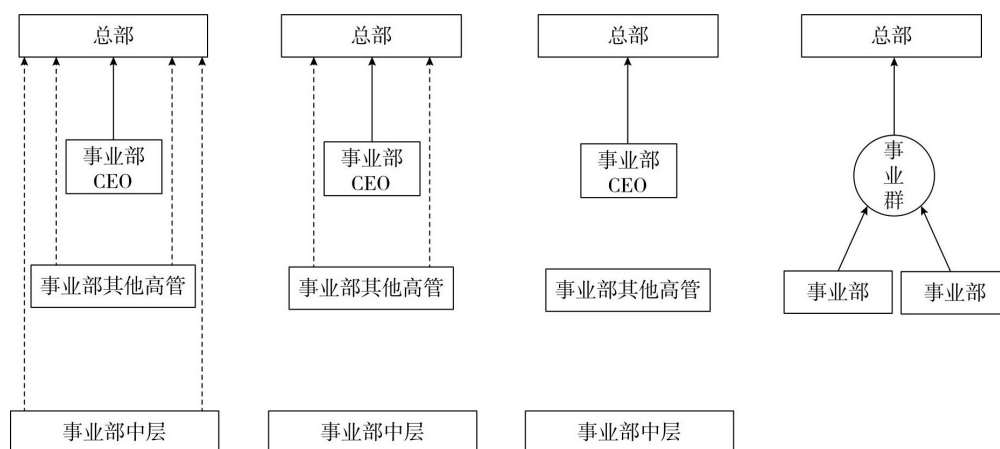 总部
事业部
CEO
事业部其他高管
事业部中层
总部
事业部
CEO
事业部其他高管
事业部中层
总部
事业部
CEO
事业部其他高管
事业部中层
总部
事
业
群
事业部
事业部